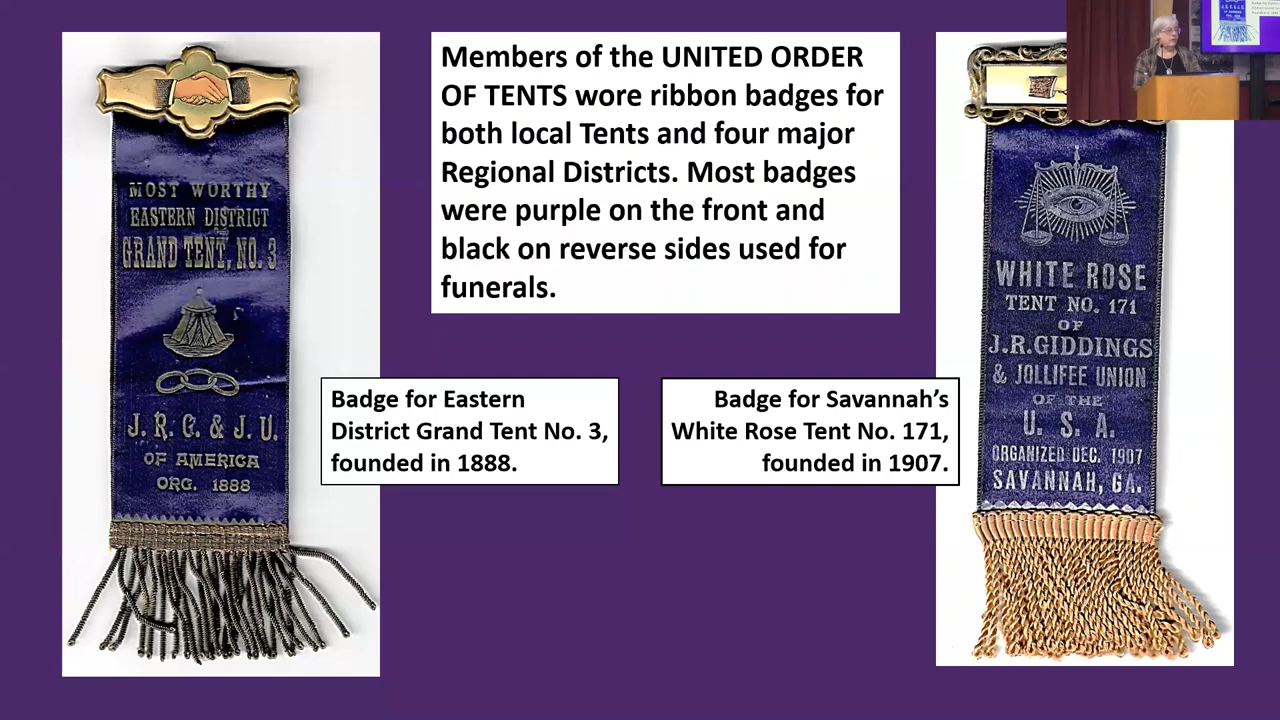 Members of the UNITED ORDER
OF TENTS wore ribbon badges for
both local Tents and four major
Regional Districts. Most badges
were purple on the front and
black on reverse sides used for
funerals.
MOST WORTHY
EASTERN DISTRICT
GRAND TENT, NO. 3
J. R. G. & J. U.
OF AMERICA
ORG. 1888
Badge for Eastern
District Grand Tent No. 3,
founded in 1888.
Badge for Savannah's
White Rose Tent No. 171,
founded in 1907.
WHITE ROSE
TENT NO. 171
OF
J.R.GIDDINGS
& JOLLIFEE UNION
OF THE
U. S. A.
ORGANIZED DEC. 1907
SAVANNAH, GA.